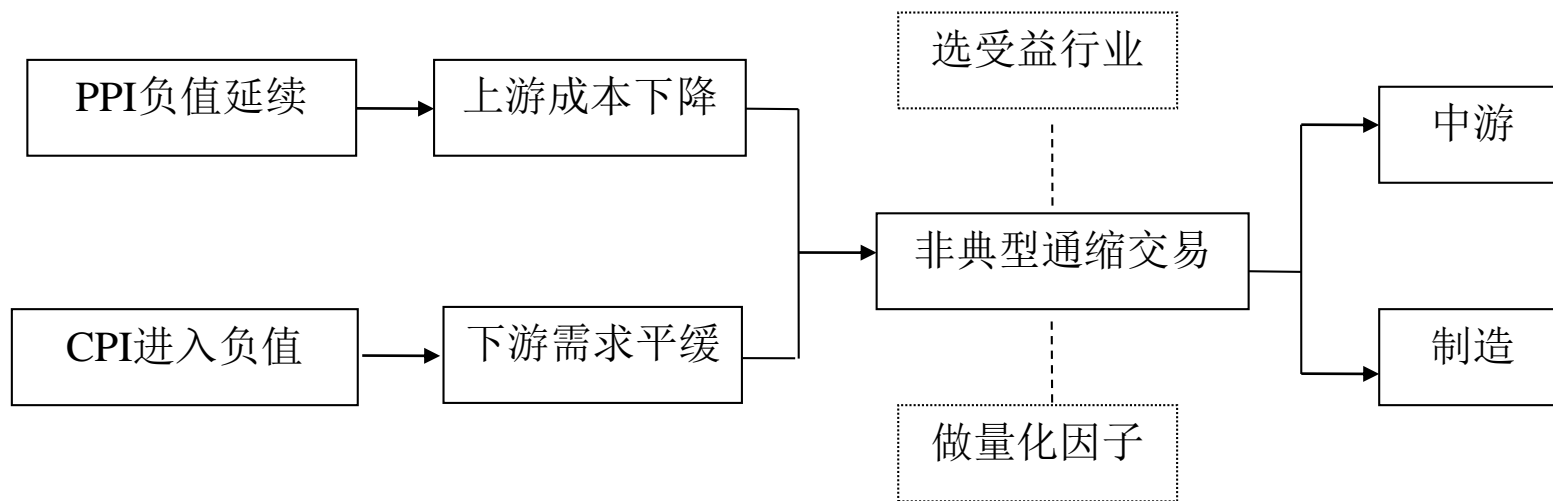 选受益行业
PPI负值延续
上游成本下降
中游
非典型通缩交易
CPI进入负值
下游需求平缓
制造
做量化因子